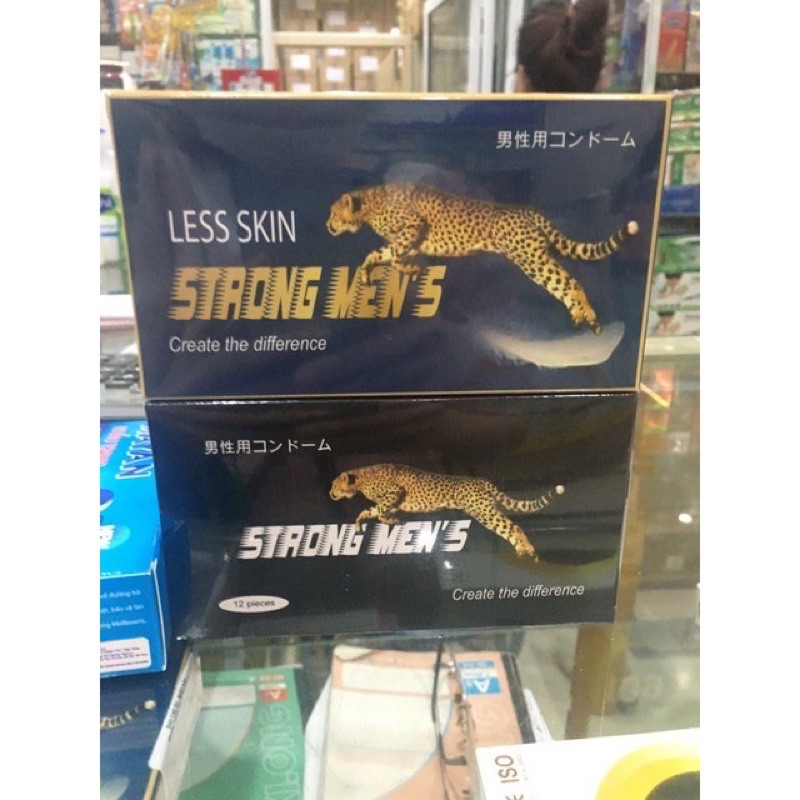 男性用コンドーム
LESS SKIN
STRONG MEN'S
Create the difference
男性用コンドーム
STRONG MEN'S
12 pieces
Create the difference
ISO